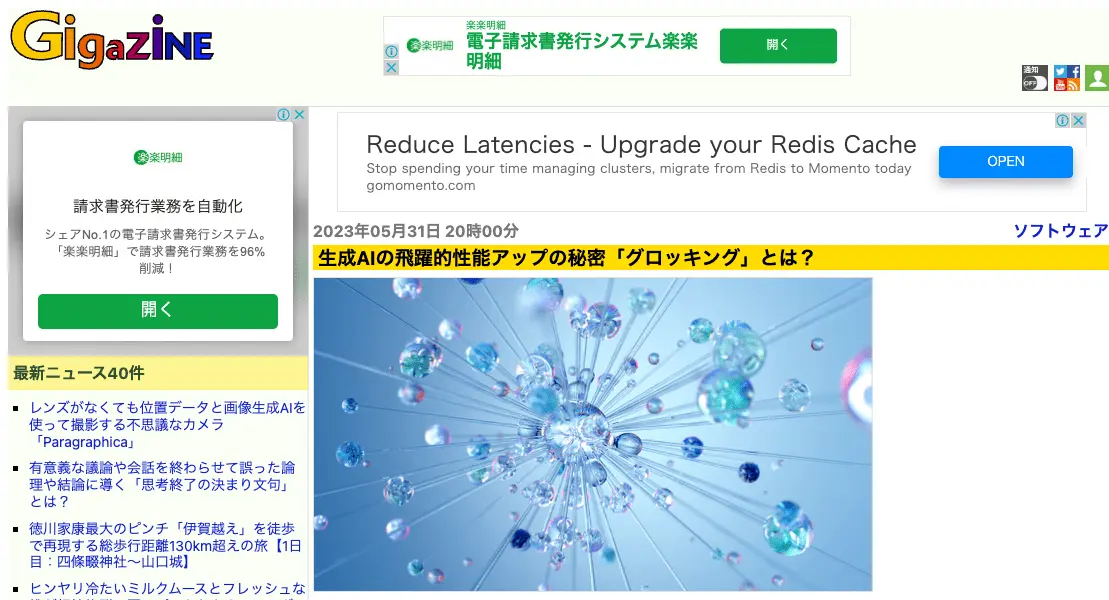 GigaZiNE
楽楽明細
楽楽明細
電子請求書発行システム楽楽
明細
開く
通知
OFF
楽楽明細
請求書発行業務を自動化
シェアNo.1の電子請求書発行システム。
「楽楽明細」で請求書発行業務を96%
削減！
開く
Reduce Latencies - Upgrade your Redis Cache
Stop spending your time managing clusters, migrate from Redis to Momento today
gomomento.com
OPEN
2023年05月31日 20時00分
ソフトウェア
生成AIの飛躍的性能アップの秘密「グロッキング」とは？
最新ニュース40件
レンズがなくても位置データと画像生成AIを
使って撮影する不思議なカメラ
「Paragraphica」
有意義な議論や会話を終わらせて誤った論
理や結論に導く「思考終了の決まり文句」
とは？
徳川家康最大のピンチ「伊賀越え」を徒歩
で再現する総歩行距離130km超えの旅【1日
目：四條畷神社～山口城】
ヒンヤリ冷たいミルクムースとフレッシュな